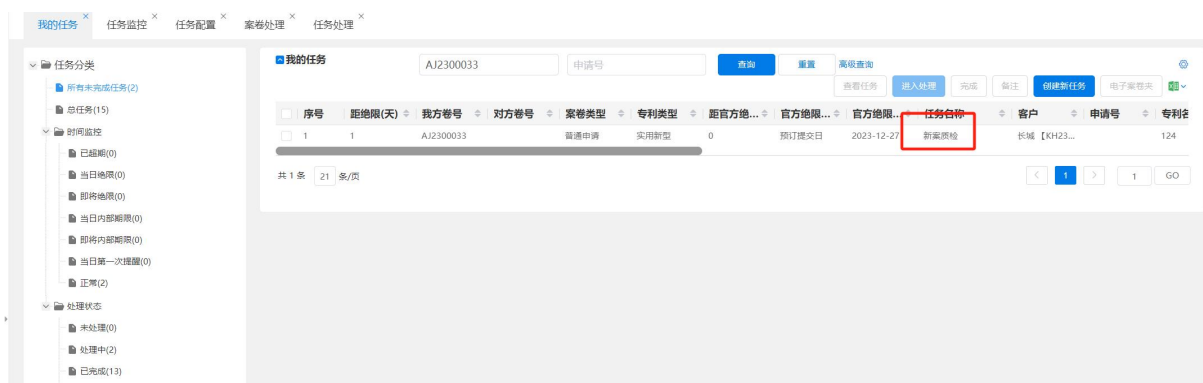 我的任务 × 任务监控 × 任务配置 × 案卷处理 × 任务处理 ×
任务分类
所有未完成任务(2)
总任务(15)
时间监控
已超期(0)
当日绝限(0)
即将绝限(0)
当日内部期限(0)
即将内部期限(0)
当日第一次提醒(0)
正常(2)
处理状态
未处理(0)
处理中(2)
已完成(13)
我的任务 AJ2300033 申请号 查询 重置 高级查询
查看任务 进入处理 完成 备注 创建新任务 电子案卷夹
序号 距绝限(天) 我方卷号 对方卷号 案卷类型 专利类型 距官方绝... 官方绝限... 官方绝限... 任务名称 客户 申请号 专利名
1 1 AJ2300033 普通申请 实用新型 0 预订提交日 2023-12-27 新案质检 长城 【KH23... 124
共 1 条 21 条/页 < 1 > 1 GO